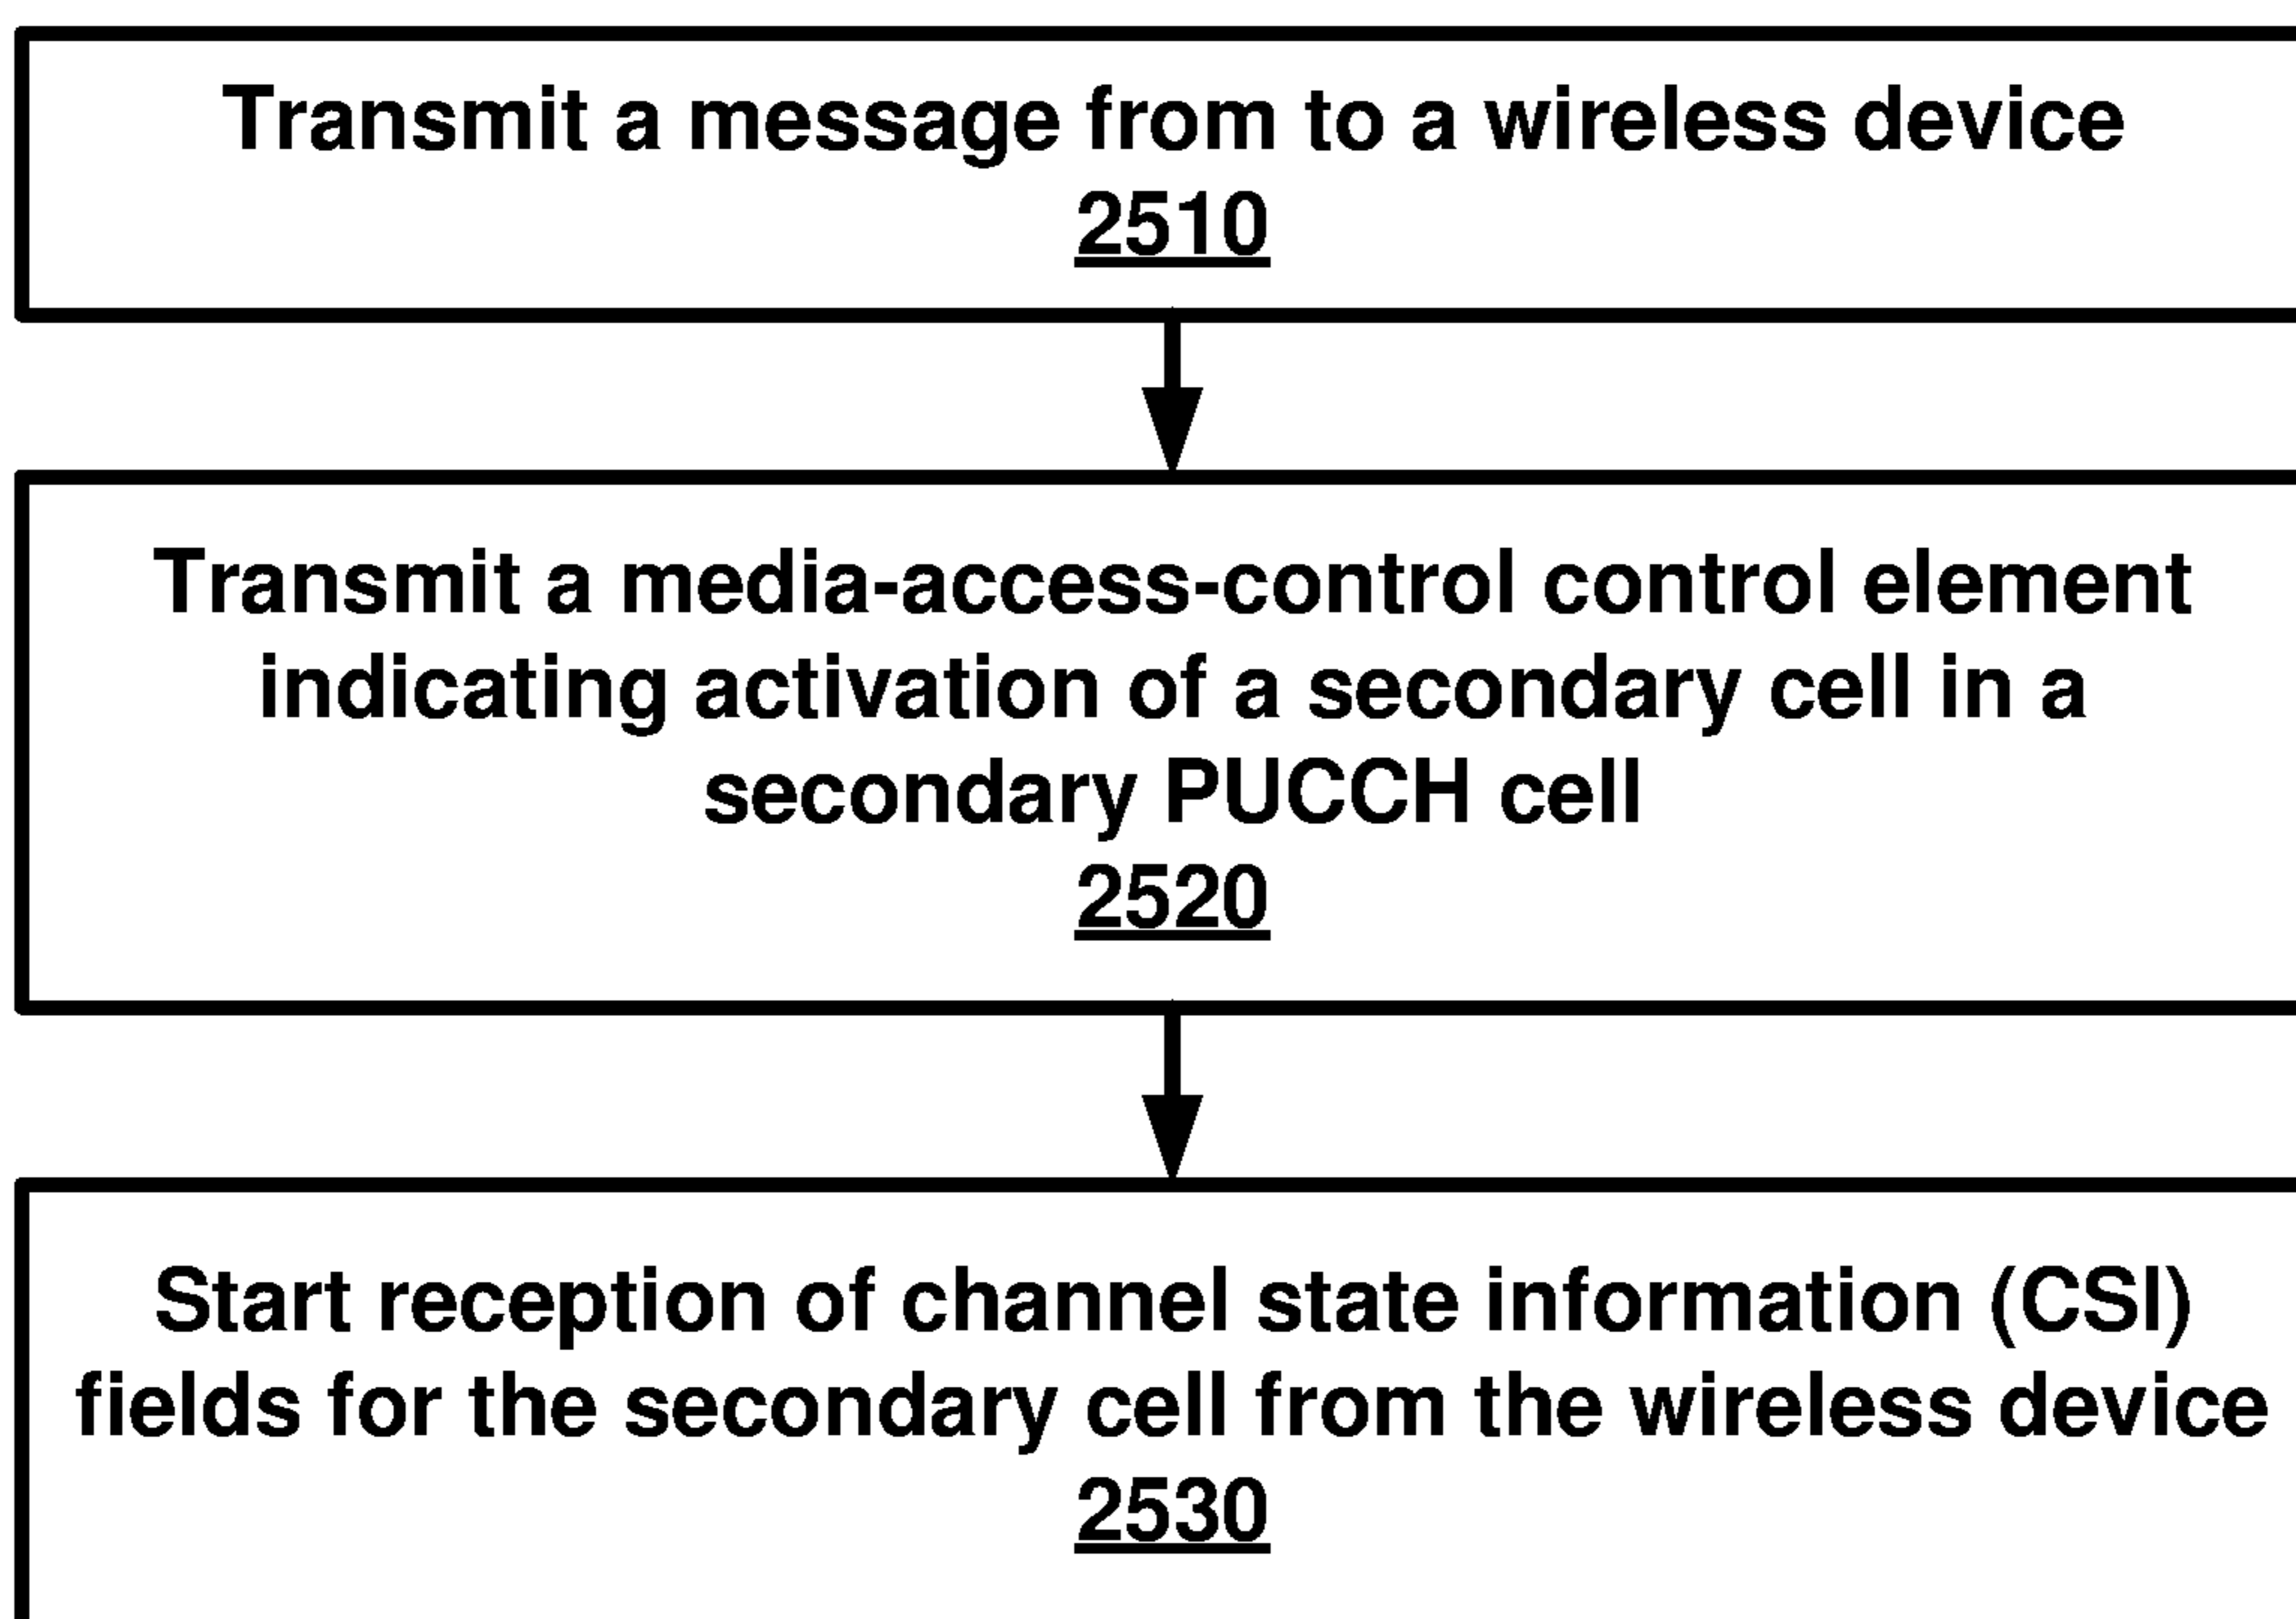 Transmit a message from to a wireless device
2510
Transmit a media-access-control control element
indicating activation of a secondary cell in a
secondary PUCCH cell
2520
Start reception of channel state information (CSI)
fields for the secondary cell from the wireless device
2530